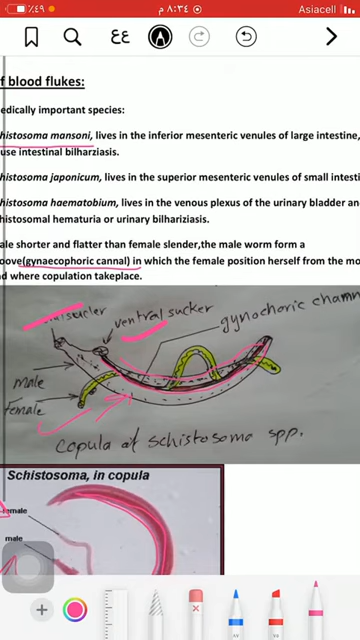 ٪٤٩ ٨:٣٤ م Asiacell
ع ع
f blood flukes:
edically important species:
histosoma mansoni, lives in the inferior mesenteric venules of large intestine,
use intestinal bilharziasis.
histosoma japonicum, lives in the superior mesenteric venules of small intesti
histosoma haematobium, lives in the venous plexus of the urinary bladder an
histosomal hematuria or urinary bilhariziasis.
ale shorter and flatter than female slender,the male worm form a
oove(gynaecophoric cannal) in which the female position herself from the mo
d where copulation takeplace.
sucler
ventral sucker
gynochoric chamn
male
Female
Copula of schistosoma spp.
Schistosoma, in copula
female
male